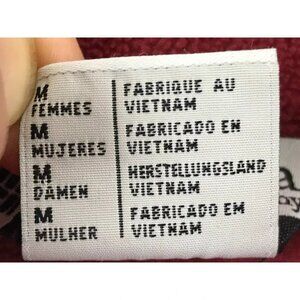 M
FEMMES
M
MUJERES
M
DAMEN
M
MULHER
FABRIQUE AU
VIETNAM
FABRICADO EN
VIETNAM
HERSTELLUNGSLAND
VIETNAM
FABRICADO EM
VIETNAM